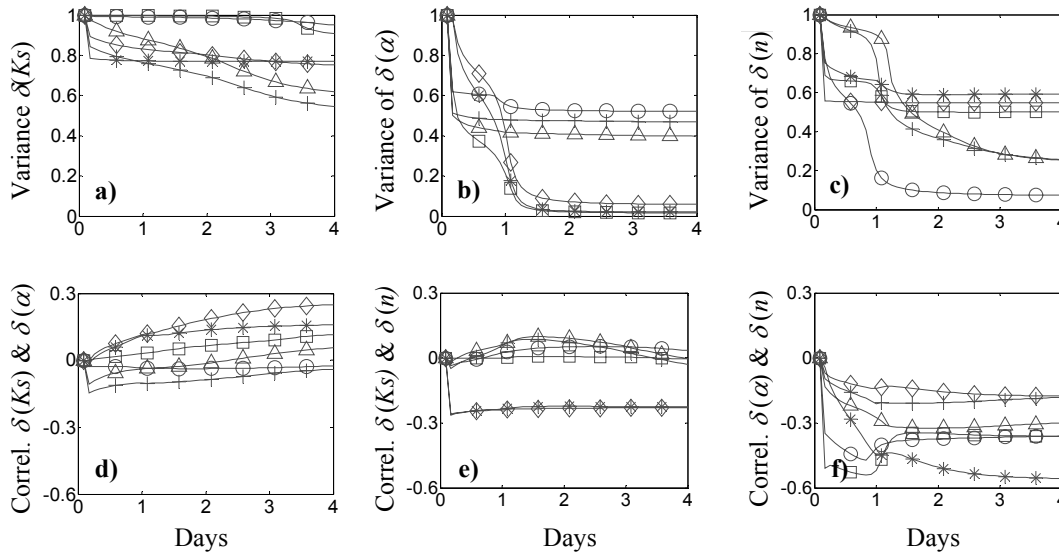 Variance δ(Ks)
1
0.8
0.6
0.4
0.2
0
a)
0 1 2 3 4
Variance of δ (α)
1
0.8
0.6
0.4
0.2
0
b)
0 1 2 3 4
Variance of δ (n)
1
0.8
0.6
0.4
0.2
0
c)
0 1 2 3 4
Correl. δ (Ks) & δ (α)
0.3
0
-0.3
-0.6
d)
0 1 2 3 4
Days
Correl. δ (Ks) & δ (n)
0.3
0
-0.3
-0.6
e)
0 1 2 3 4
Days
Correl. δ (α) & δ (n)
0.3
0
-0.3
-0.6
f)
0 1 2 3 4
Days